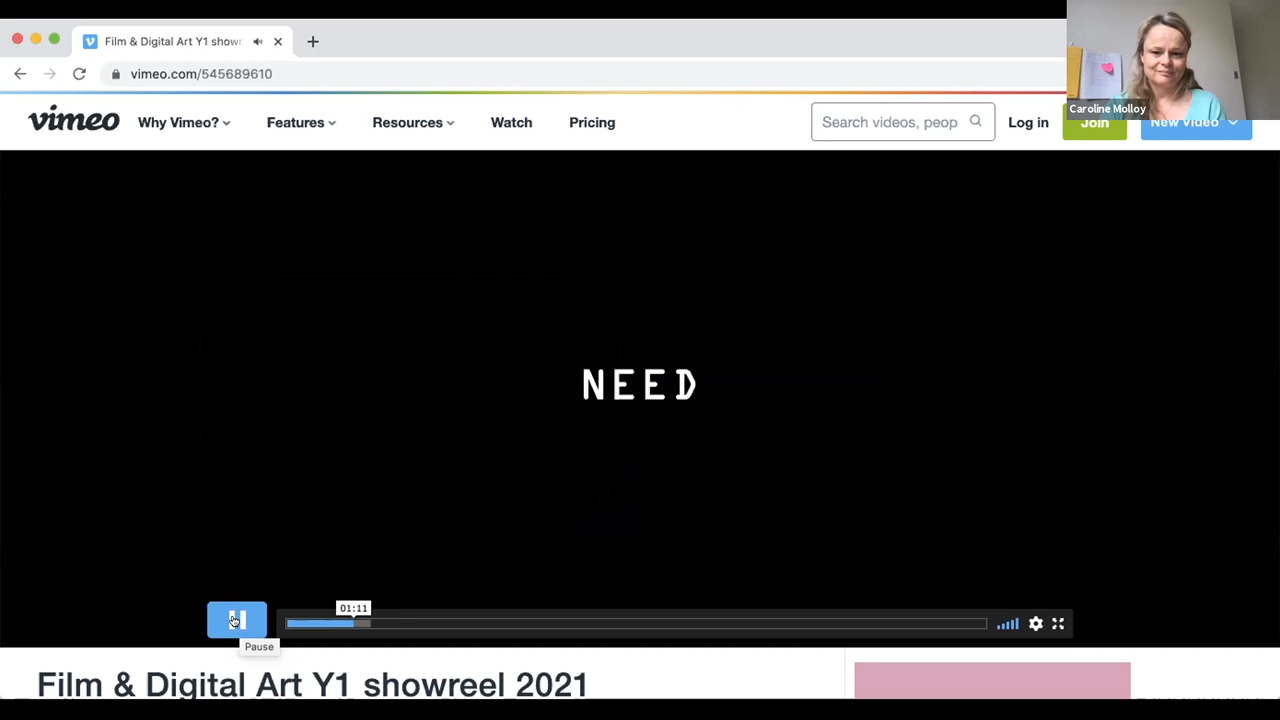 Film & Digital Art Y1 showr
vimeo.com/545689610
Caroline Molloy
vimeo
Why Vimeo?
Features
Resources
Watch
Pricing
Search videos, peop
Log in
Join
New video
NEED
01:11
Pause
Film & Digital Art Y1 showreel 2021